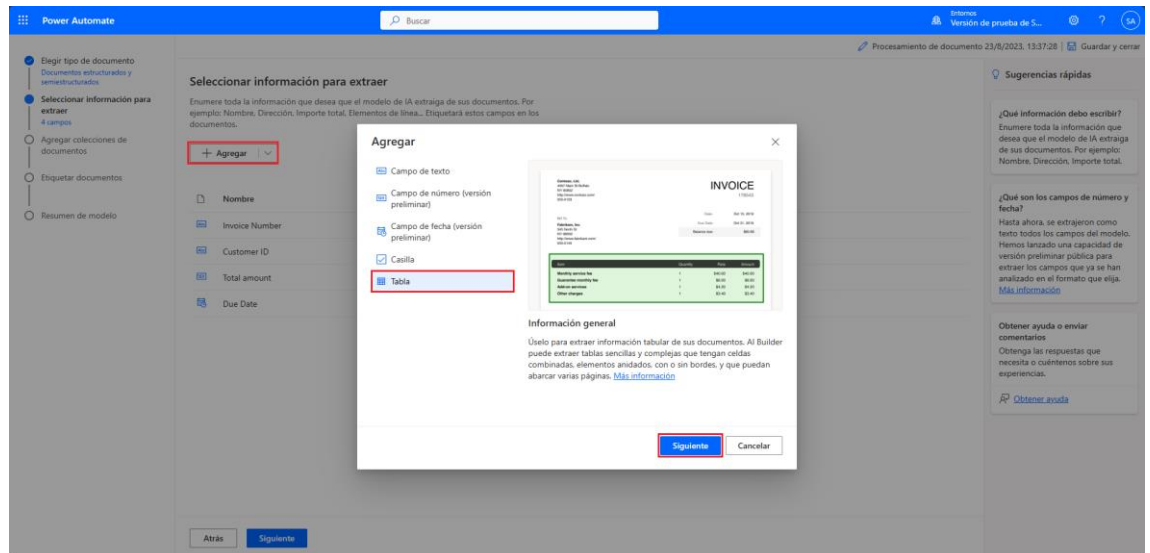 Power Automate
Buscar
Entornos
Versión de prueba de S...
?
SA
Procesamiento de documento 23/8/2023, 13:37:28
Guardar y cerrar
Elegir tipo de documento
Documentos estructurados y
semiestructurados
Seleccionar información para
extraer
4 campos
Agregar colecciones de
documentos
Etiquetar documentos
Resumen de modelo
Seleccionar información para extraer
Enumere toda la información que desea que el modelo de IA extraiga de sus documentos. Por
ejemplo: Nombre, Dirección, Importe total, Elementos de línea... Etiquetará estos campos en los
documentos.
+ Agregar
Nombre
Invoice Number
Customer ID
Total amount
Due Date
Atrás
Siguiente
Agregar
Campo de texto
Campo de número (versión
preliminar)
Campo de fecha (versión
preliminar)
Casilla
Tabla
INVOICE
Información general
Úselo para extraer información tabular de sus documentos. AI Builder
puede extraer tablas sencillas y complejas que tengan celdas
combinadas, elementos anidados, con o sin bordes, y que puedan
abarcar varias páginas. Más información
Siguiente
Cancelar
Sugerencias rápidas
¿Qué información debo escribir?
Enumere toda la información que
desea que el modelo de IA extraiga
de sus documentos. Por ejemplo:
Nombre, Dirección, Importe total.
¿Qué son los campos de número y
fecha?
Hasta ahora, se extrajeron como
texto todos los campos del modelo.
Hemos lanzado una capacidad de
versión preliminar pública para
extraer los campos que ya se han
analizado en el formato que elija.
Más información
Obtener ayuda o enviar
comentarios
Obtenga las respuestas que
necesita o cuéntenos sobre sus
experiencias.
Obtener ayuda